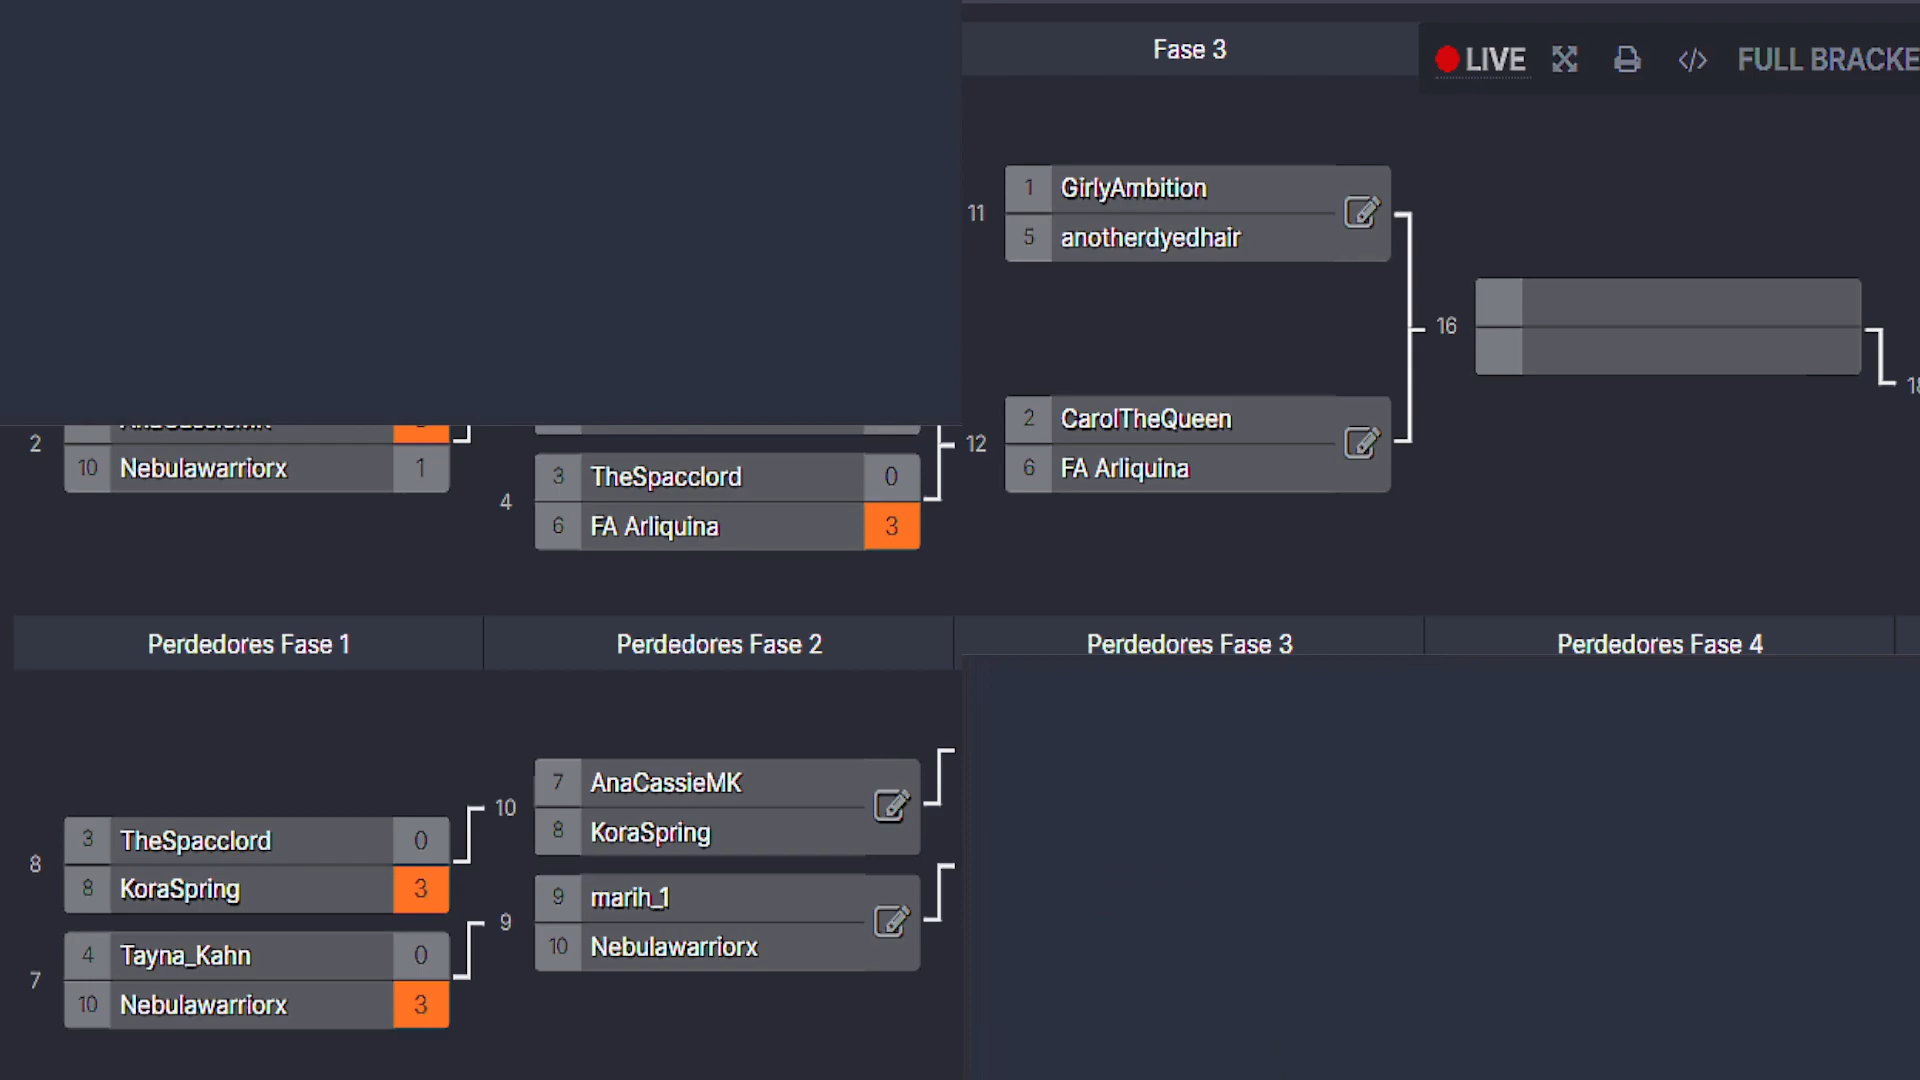 Fase 3
LIVE
</>
FULL BRACKE
1 GirlyAmbition
11
5 anotherdyedhair
16
18
2 CarolTheQueen
12
6 FA Arliquina
2
10 Nebulawarriorx 1
3 TheSpacclord 0
4
6 FA Arliquina 3
Perdedores Fase 1
Perdedores Fase 2
Perdedores Fase 3
Perdedores Fase 4
7 AnaCassieMK
10
8 KoraSpring
3 TheSpacclord 0
8
8 KoraSpring 3
9 marih_1
9
10 Nebulawarriorx
4 Tayna_Kahn 0
7
10 Nebulawarriorx 3